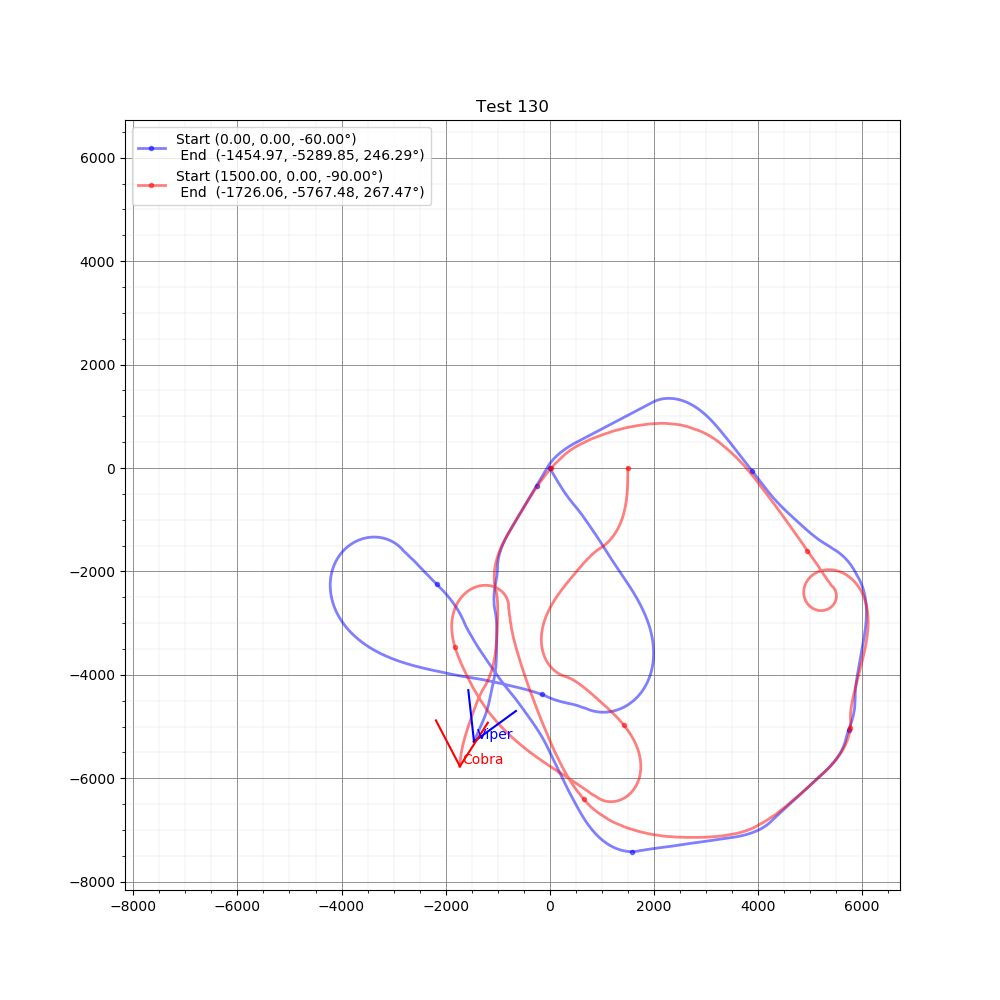 Test 130
Start (0.00, 0.00, -60.00°)
End (-1454.97, -5289.85, 246.29°)
Start (1500.00, 0.00, -90.00°)
End (-1726.06, -5767.48, 267.47°)
6000
4000
2000
0
−2000
−4000
−6000
−8000
Viper
Cobra
−8000 −6000 −4000 −2000 0 2000 4000 6000